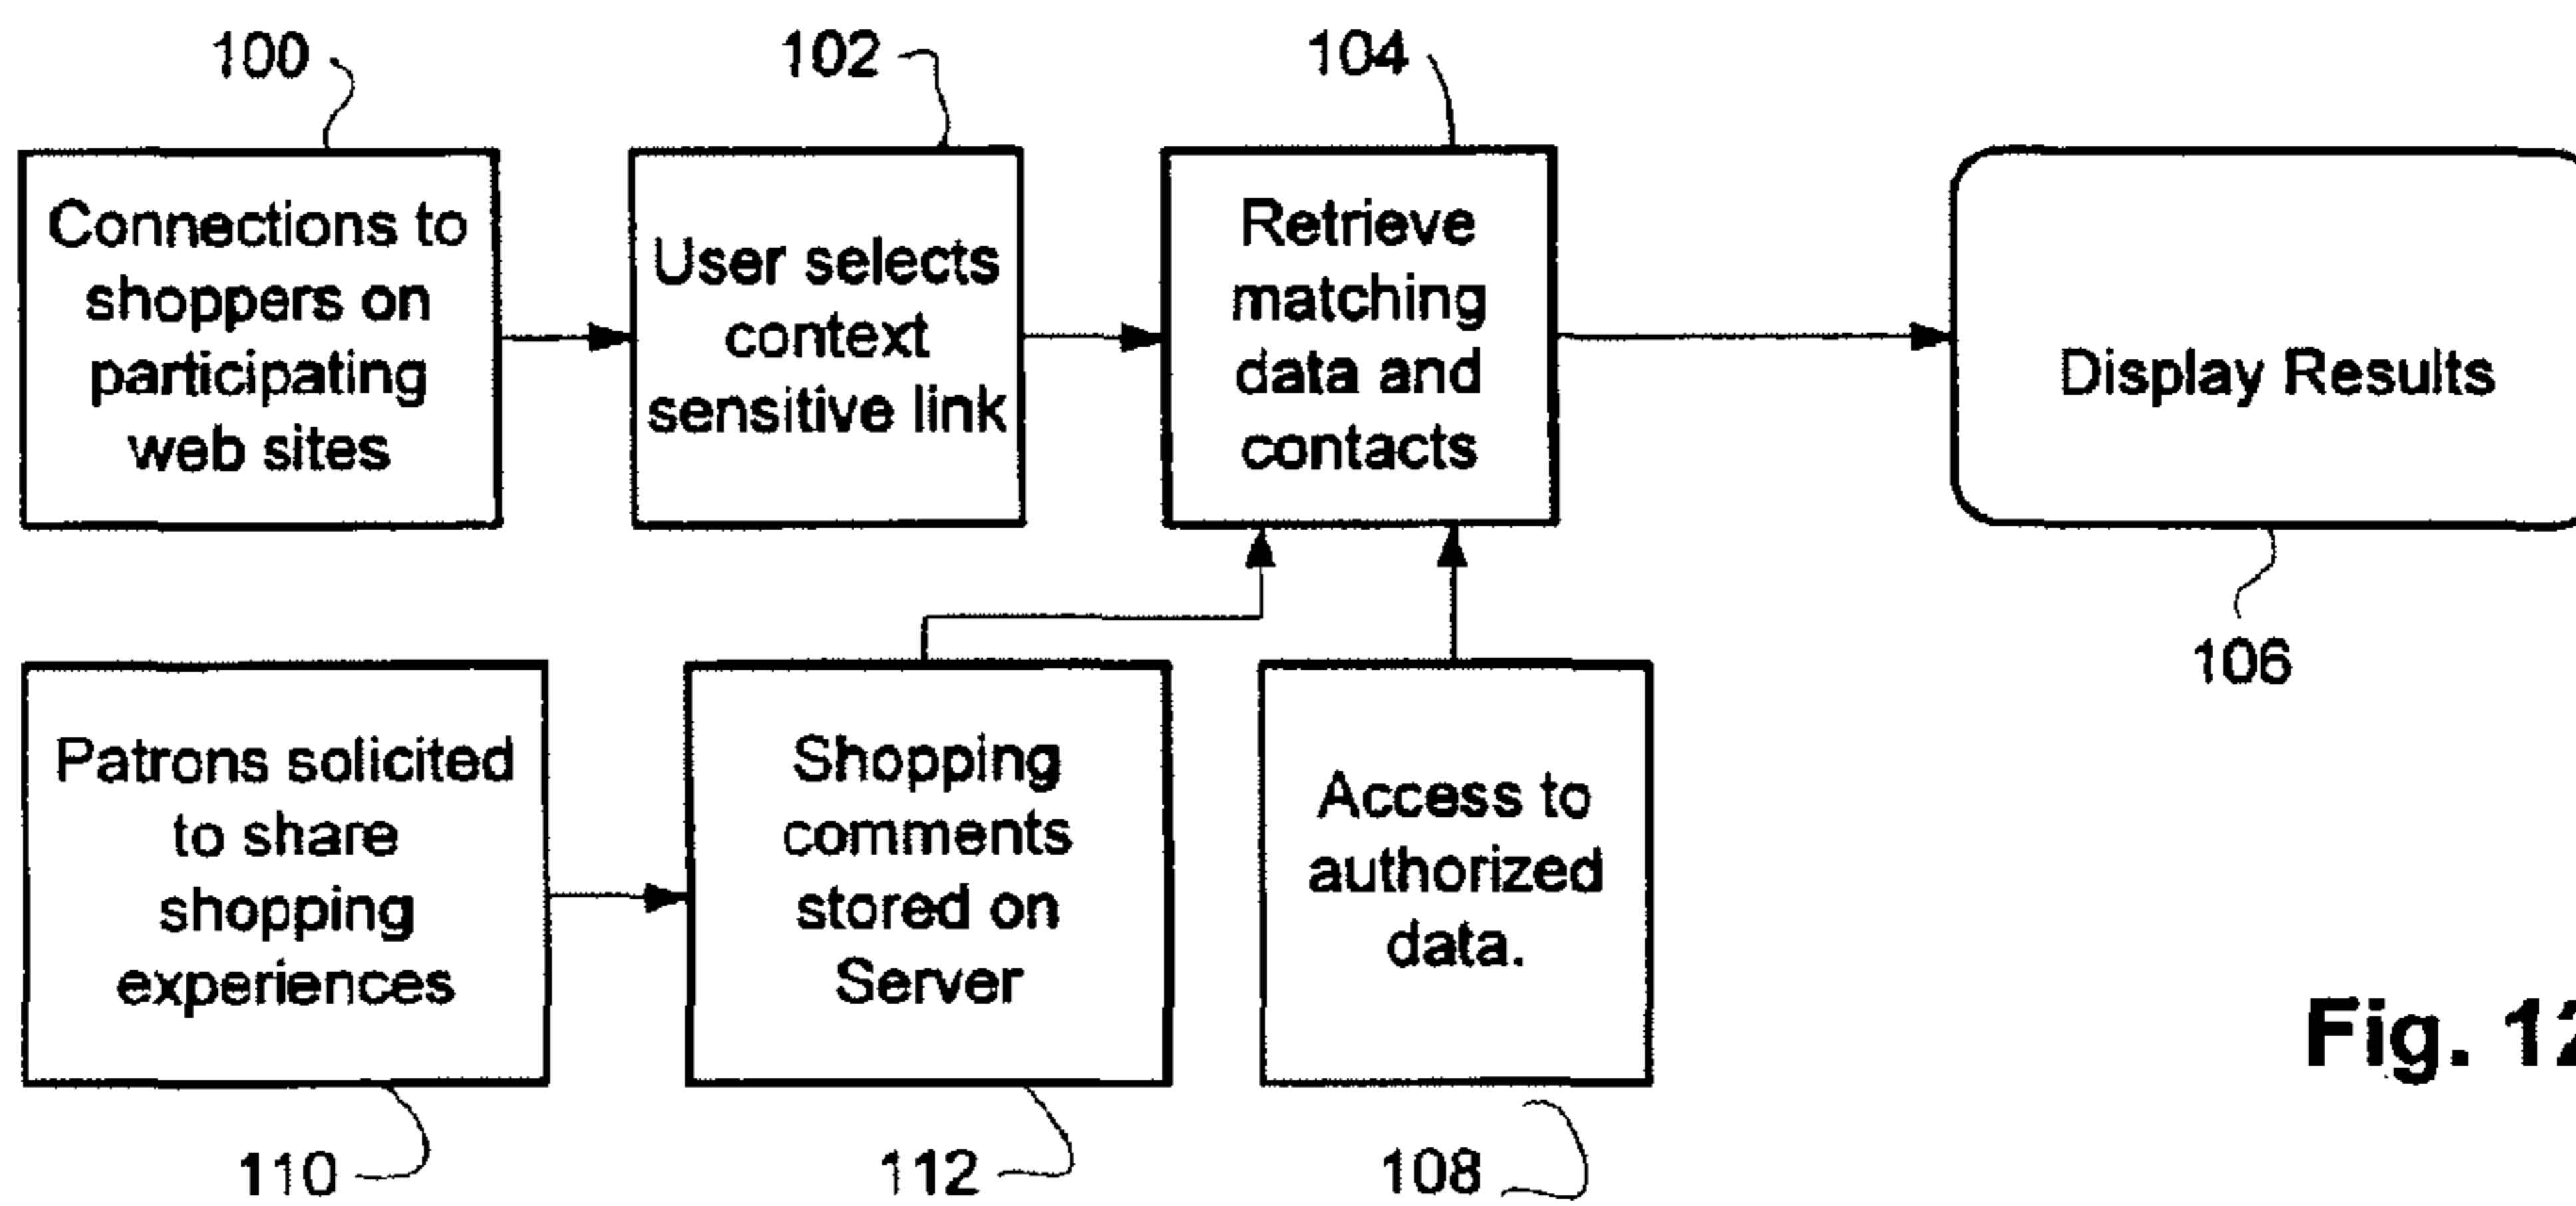 100
102
104
Connections to
shoppers on
participating
web sites
User selects
context
sensitive link
Retrieve
matching
data and
contacts
Display Results
106
Patrons solicited
to share
shopping
experiences
Shopping
comments
stored on
Server
Access to
authorized
data.
110
112
108
Fig. 12